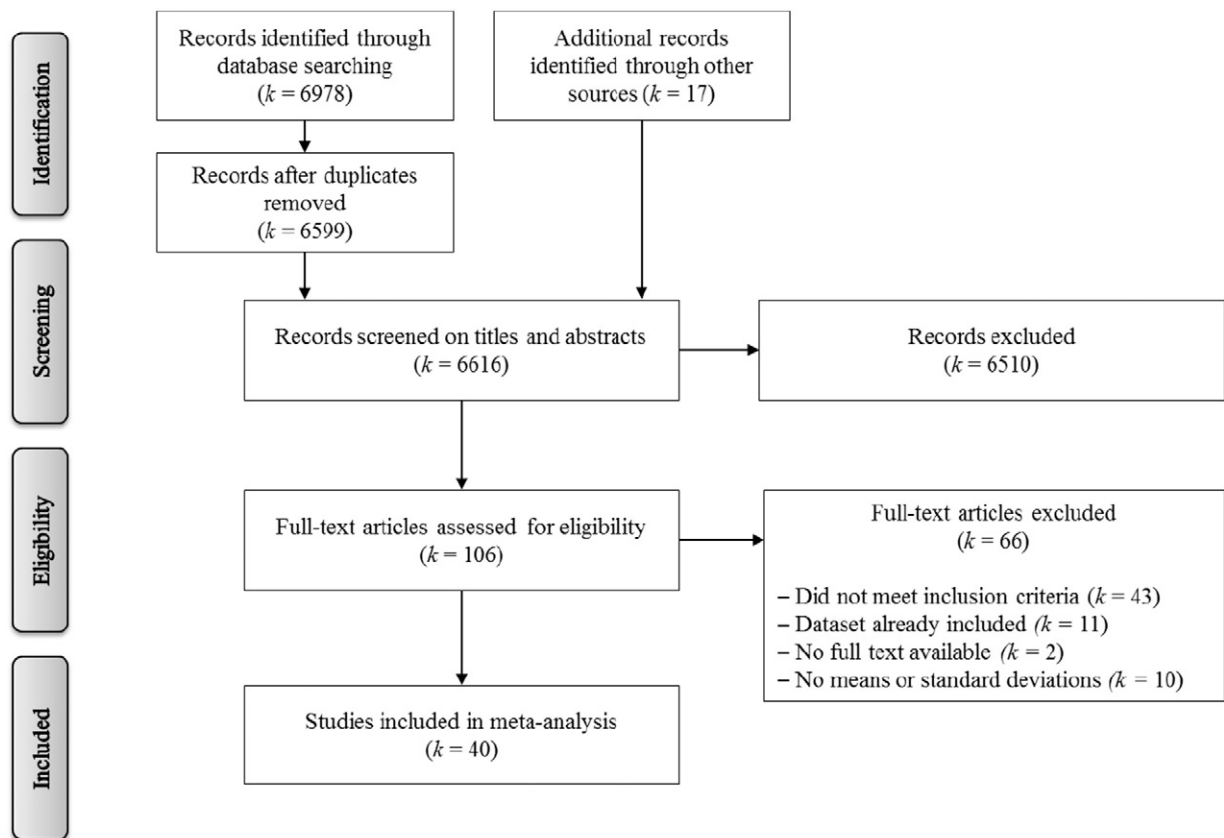 Identification
Records identified through
database searching
(k = 6978)
Additional records
identified through other
sources (k = 17)
Records after duplicates
removed
(k = 6599)
Screening
Records screened on titles and abstracts
(k = 6616)
Records excluded
(k = 6510)
Eligibility
Full-text articles assessed for eligibility
(k = 106)
Full-text articles excluded
(k = 66)
– Did not meet inclusion criteria (k = 43)
– Dataset already included (k = 11)
– No full text available (k = 2)
– No means or standard deviations (k = 10)
Included
Studies included in meta-analysis
(k = 40)